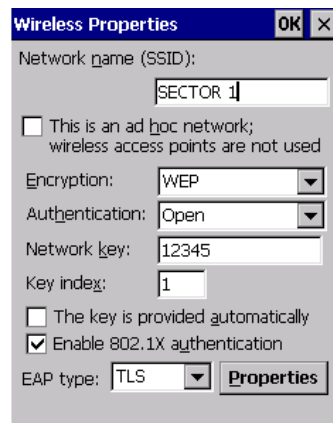 Wireless Properties OK ×
Network name (SSID):
SECTOR 1
This is an ad hoc network;
wireless access points are not used
Encryption: WEP
Authentication: Open
Network key: 12345
Key index: 1
The key is provided automatically
Enable 802.1X authentication
EAP type: TLS Properties